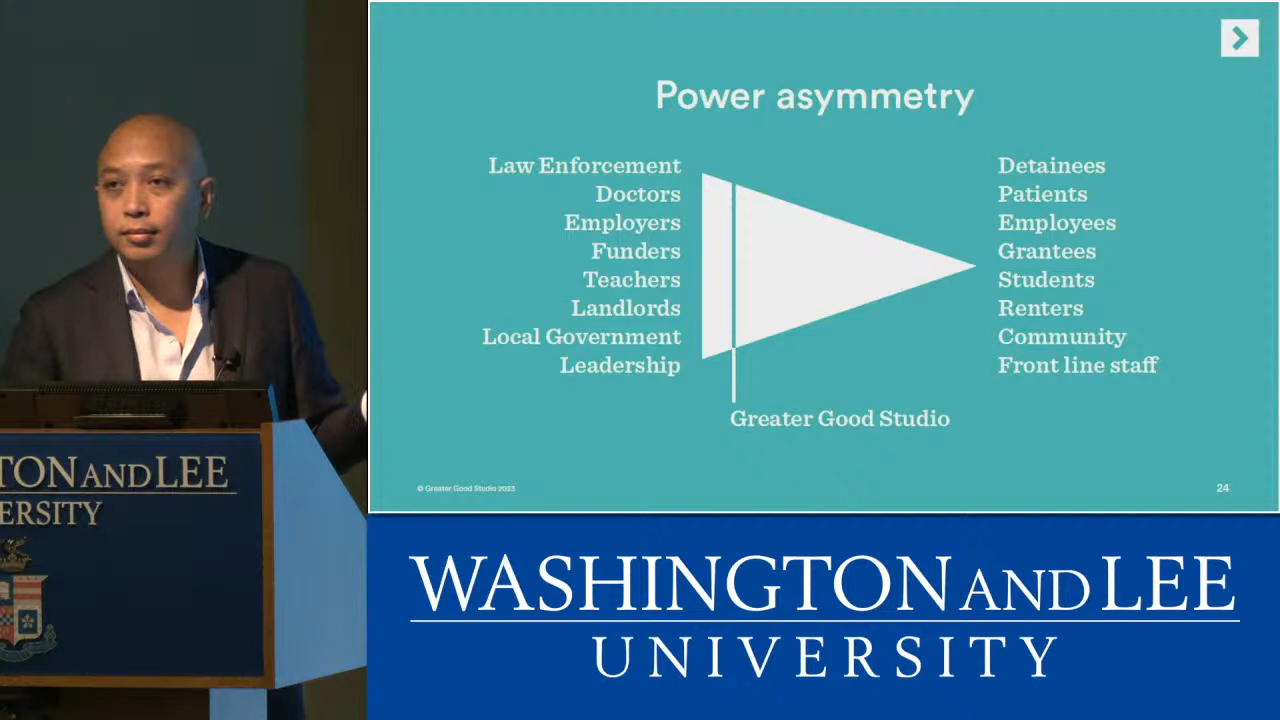 Power asymmetry
Law Enforcement
Doctors
Employers
Funders
Teachers
Landlords
Local Government
Leadership
Detainees
Patients
Employees
Grantees
Students
Renters
Community
Front line staff
Greater Good Studio
© Greater Good Studio 2023
24
TON AND LEE
ERSITY
WASHINGTON AND LEE
UNIVERSITY